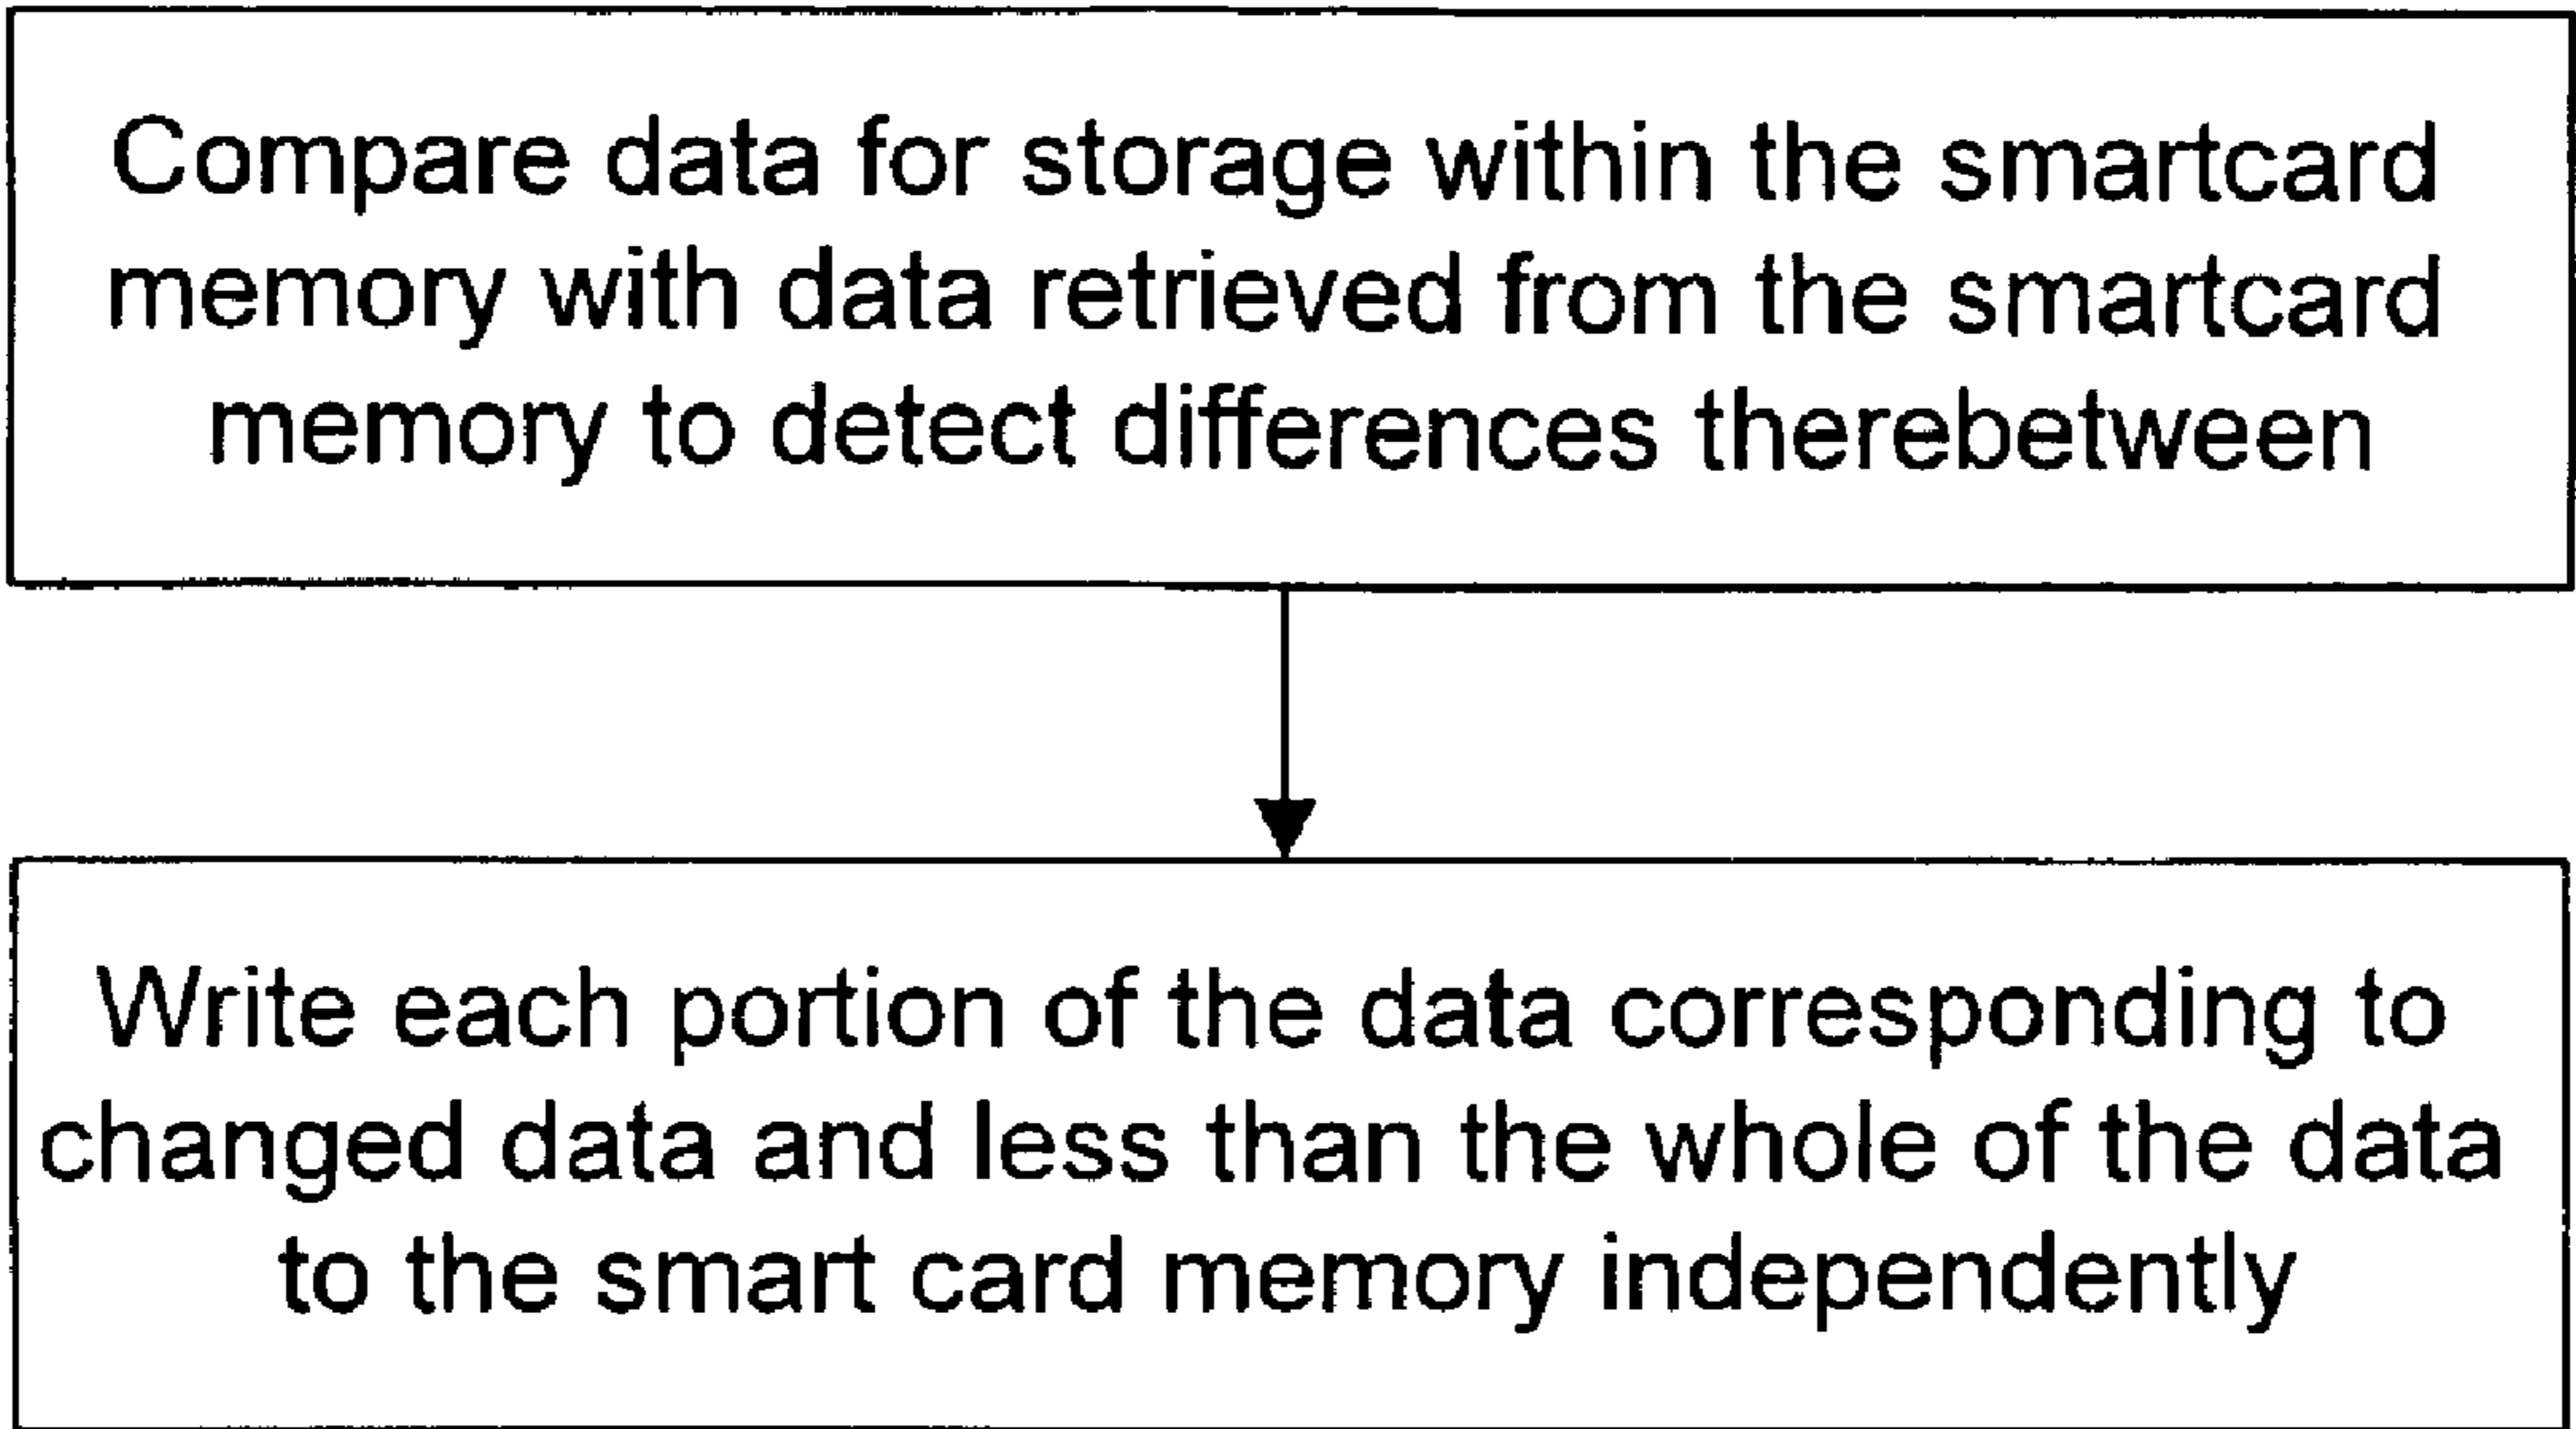 Compare data for storage within the smartcard
memory with data retrieved from the smartcard
memory to detect differences therebetween
Write each portion of the data corresponding to
changed data and less than the whole of the data
to the smart card memory independently